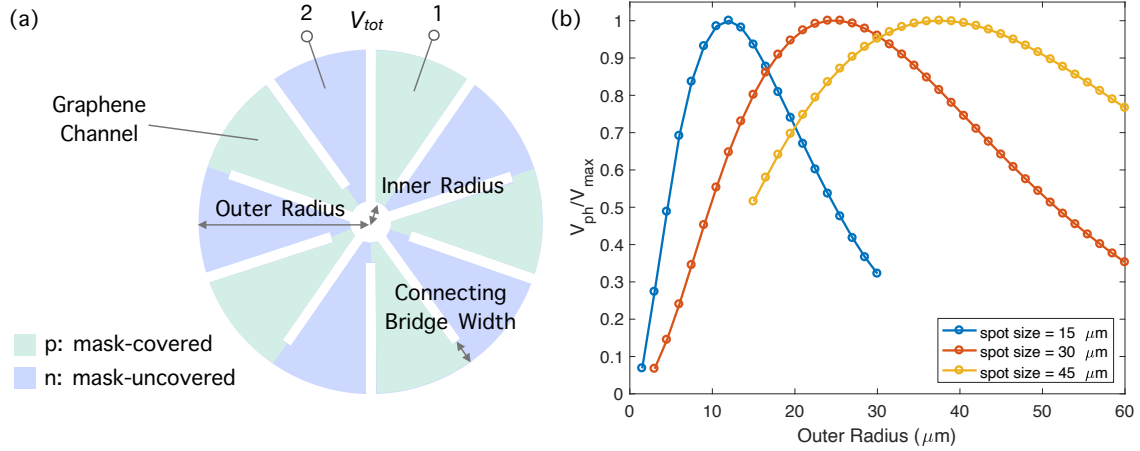 (a)
2
V_tot
1
Graphene
Channel
Inner Radius
Outer Radius
Connecting
Bridge Width
p: mask-covered
n: mask-uncovered
(b)
1
0.9
0.8
0.7
0.6
0.5
0.4
0.3
0.2
0.1
0
V_ph/V_max
0 10 20 30 40 50 60
Outer Radius (μm)
spot size = 15 μm
spot size = 30 μm
spot size = 45 μm